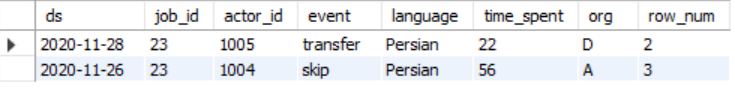 ds job_id actor_id event language time_spent org row_num
2020-11-28 23 1005 transfer Persian 22 D 2
2020-11-26 23 1004 skip Persian 56 A 3